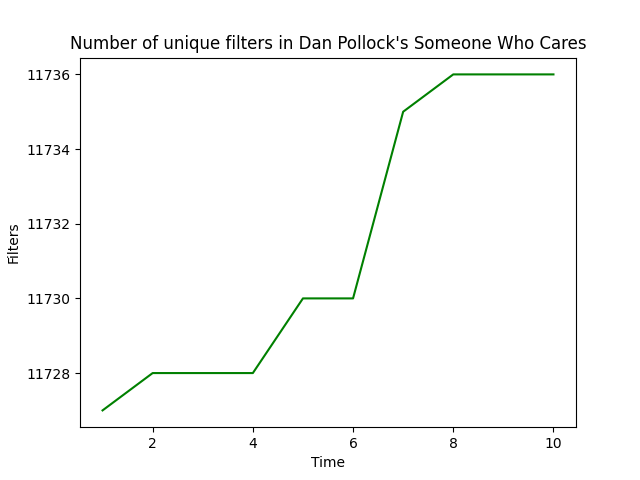 Number of unique filters in Dan Pollock's Someone Who Cares
11736
11734
11732
11730
11728
Filters
2 4 6 8 10
Time